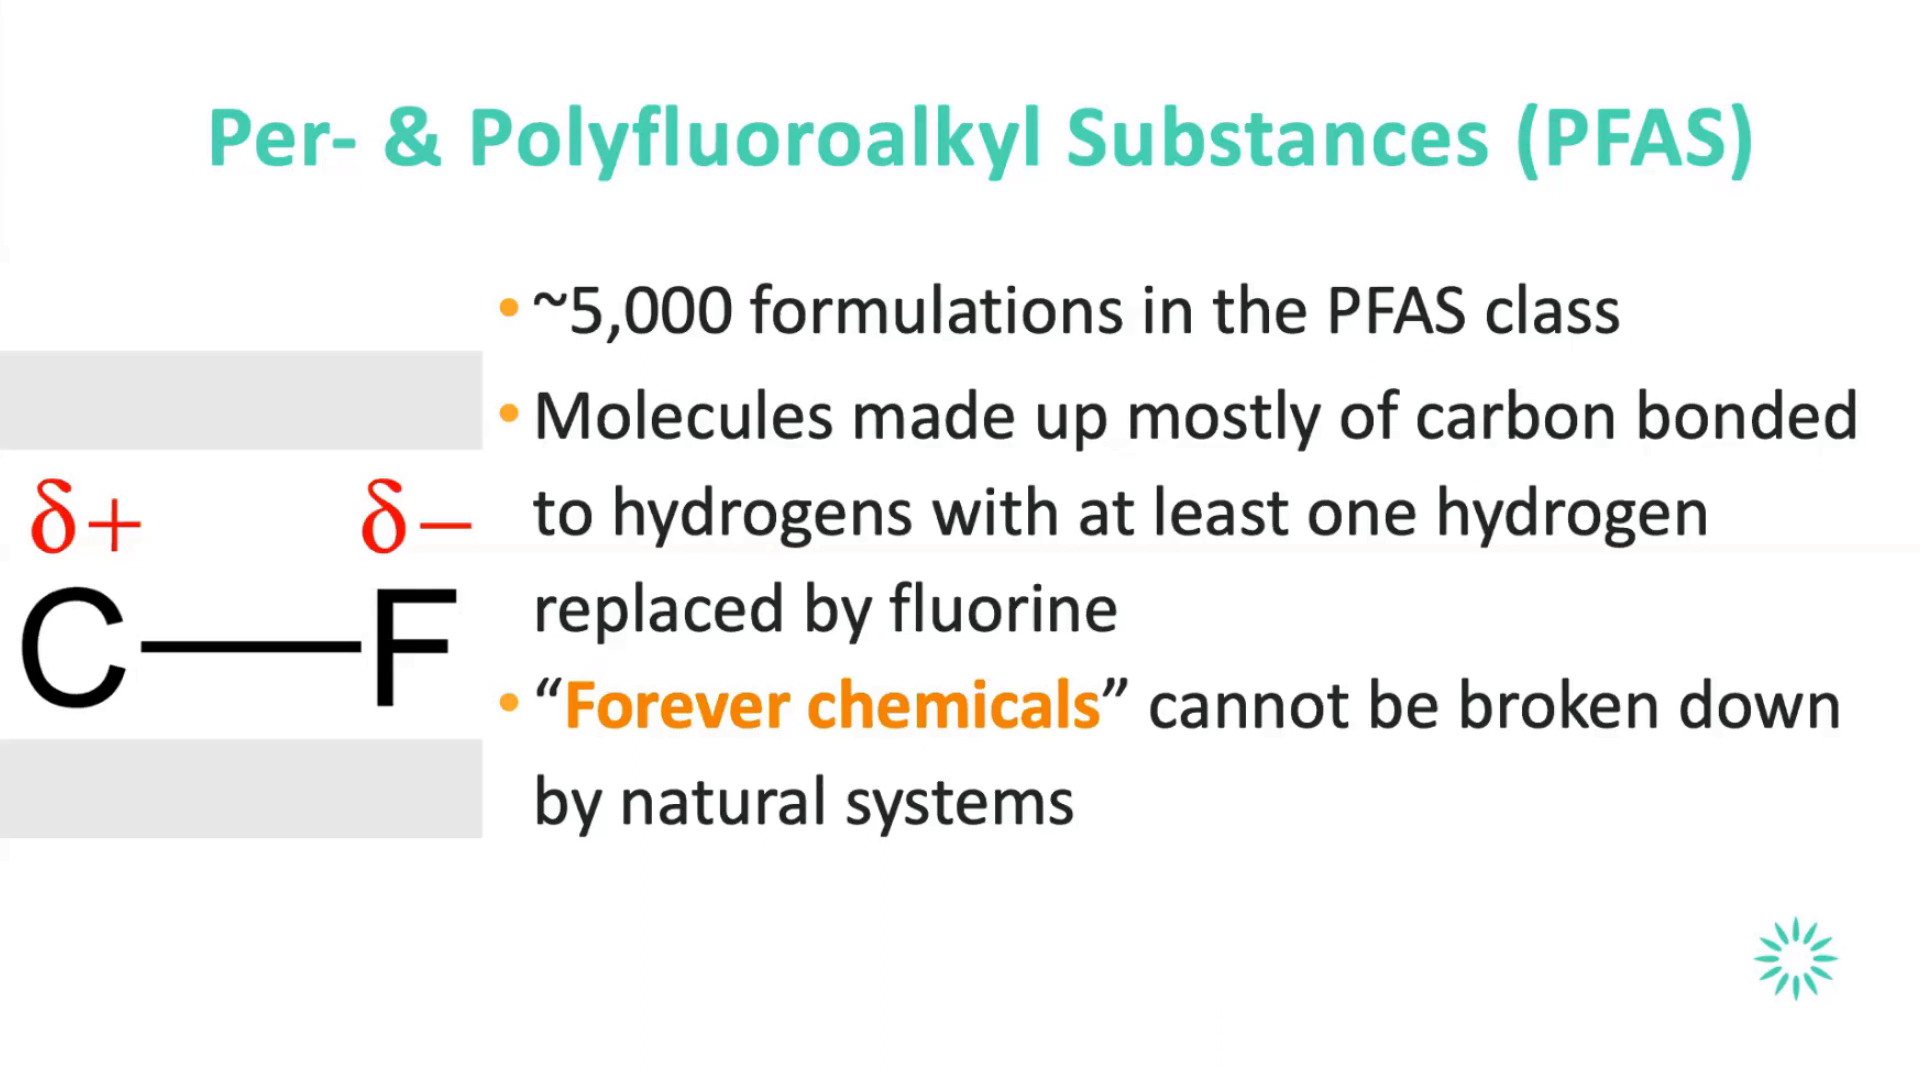 Per- & Polyfluoroalkyl Substances (PFAS)
• ~5,000 formulations in the PFAS class
• Molecules made up mostly of carbon bonded
to hydrogens with at least one hydrogen
replaced by fluorine
• “Forever chemicals” cannot be broken down
by natural systems
δ+ δ−
C F